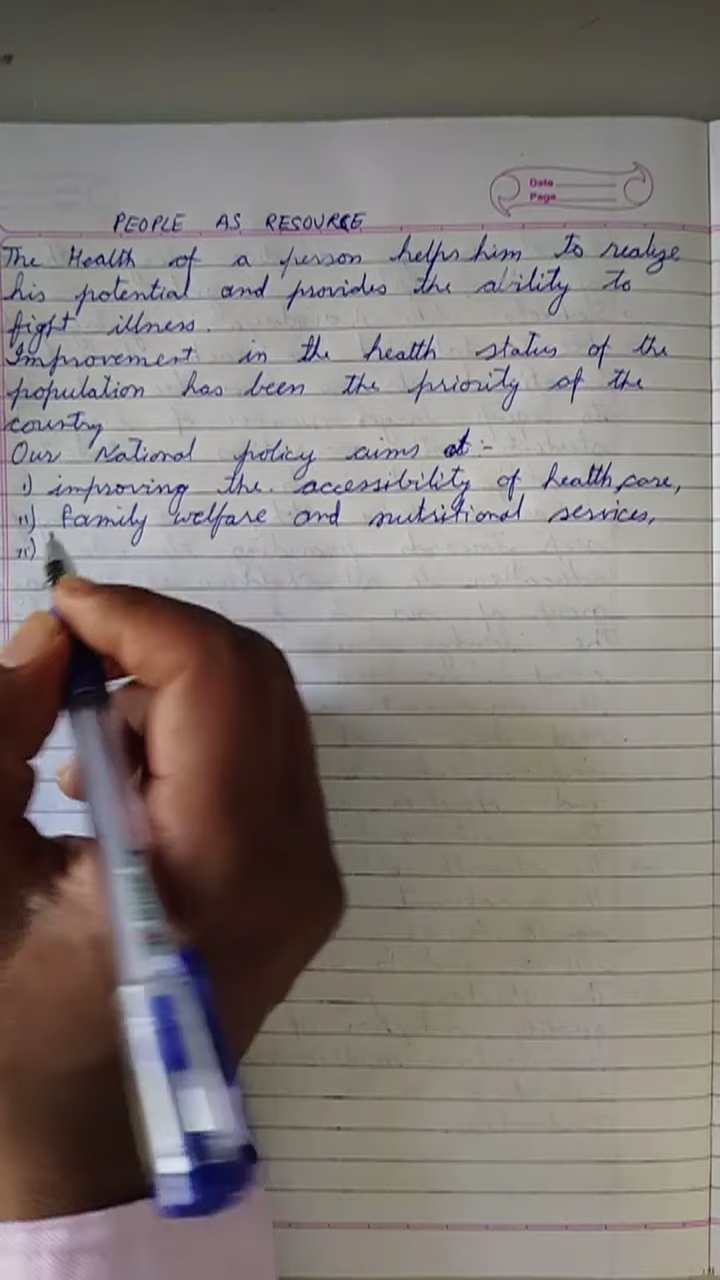 Date
Page
PEOPLE AS RESOURCE
The Health of a person helps him to realize
his potential and provides the ability to
fight illness.
Improvement in the health status of the
population has been the priority of the
country
Our National policy aims at :-
i) improving the accessibility of health care,
ii) family welfare and nutritional services,
ii)